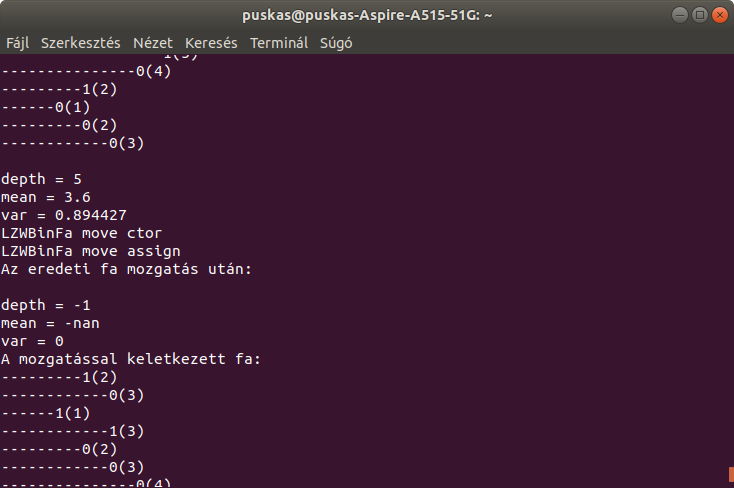 puskas@puskas-Aspire-A515-51G: ~
Fájl Szerkesztés Nézet Keresés Terminál Súgó
---------------0(4)
---------1(2)
------0(1)
---------0(2)
------------0(3)
depth = 5
mean = 3.6
var = 0.894427
LZWBinFa move ctor
LZWBinFa move assign
Az eredeti fa mozgatás után:
depth = -1
mean = -nan
var = 0
A mozgatással keletkezett fa:
---------1(2)
------------0(3)
------1(1)
------------1(3)
---------0(2)
------------0(3)
---------------0(4)